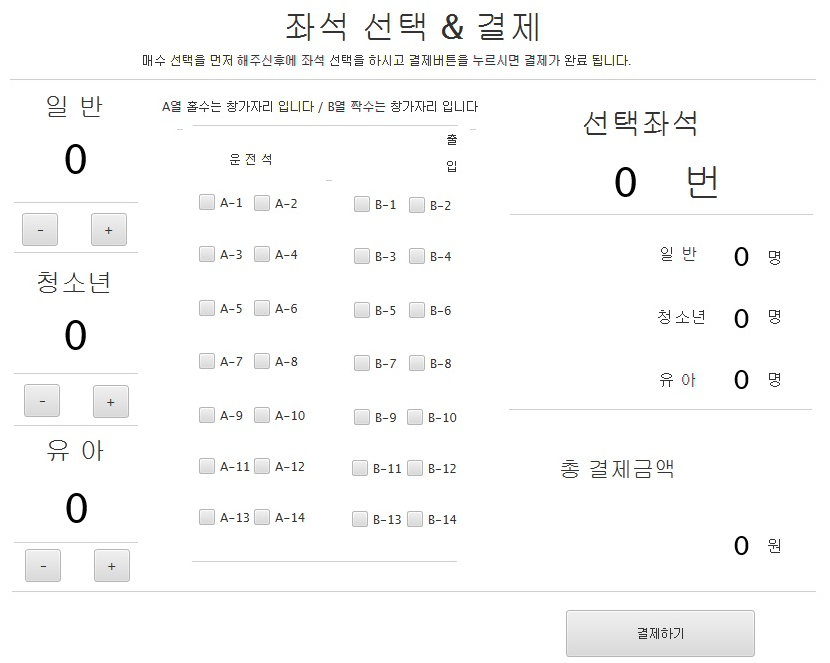 좌석 선택 & 결제
매수 선택을 먼저 해주신후에 좌석 선택을 하시고 결제버튼을 누르시면 결제가 완료 됩니다.
일 반
0
- +
청소년
0
- +
유 아
0
- +
A열 홀수는 창가자리 입니다 / B열 짝수는 창가자리 입니다
운 전 석
출
입
A-1 A-2 B-1 B-2
A-3 A-4 B-3 B-4
A-5 A-6 B-5 B-6
A-7 A-8 B-7 B-8
A-9 A-10 B-9 B-10
A-11 A-12 B-11 B-12
A-13 A-14 B-13 B-14
선택좌석
0 번
일 반 0 명
청소년 0 명
유 아 0 명
총 결제금액
0 원
결제하기